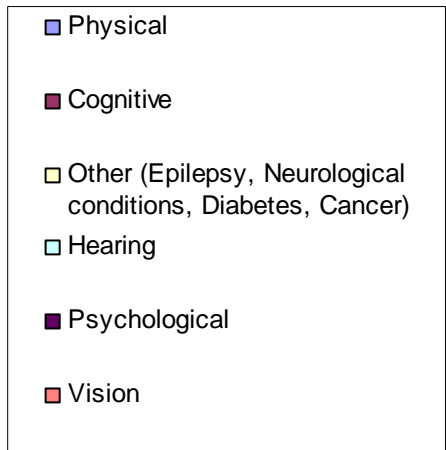 Physical
Cognitive
Other (Epilepsy, Neurological
conditions, Diabetes, Cancer)
Hearing
Psychological
Vision